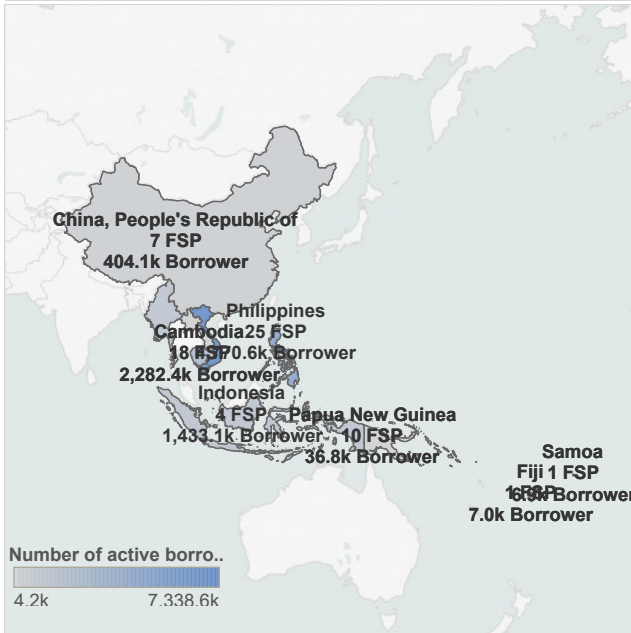 China, People's Republic of
7 FSP
404.1k Borrower
Philippines
25 FSP
Cambodia
18 FSP
2,282.4k Borrower
Indonesia
4 FSP
1,433.1k Borrower
Papua New Guinea
10 FSP
36.8k Borrower
Samoa
1 FSP
Borrower
Fiji
1 FSP
7.0k Borrower
Number of active borro..
4.2k
7.338.6k